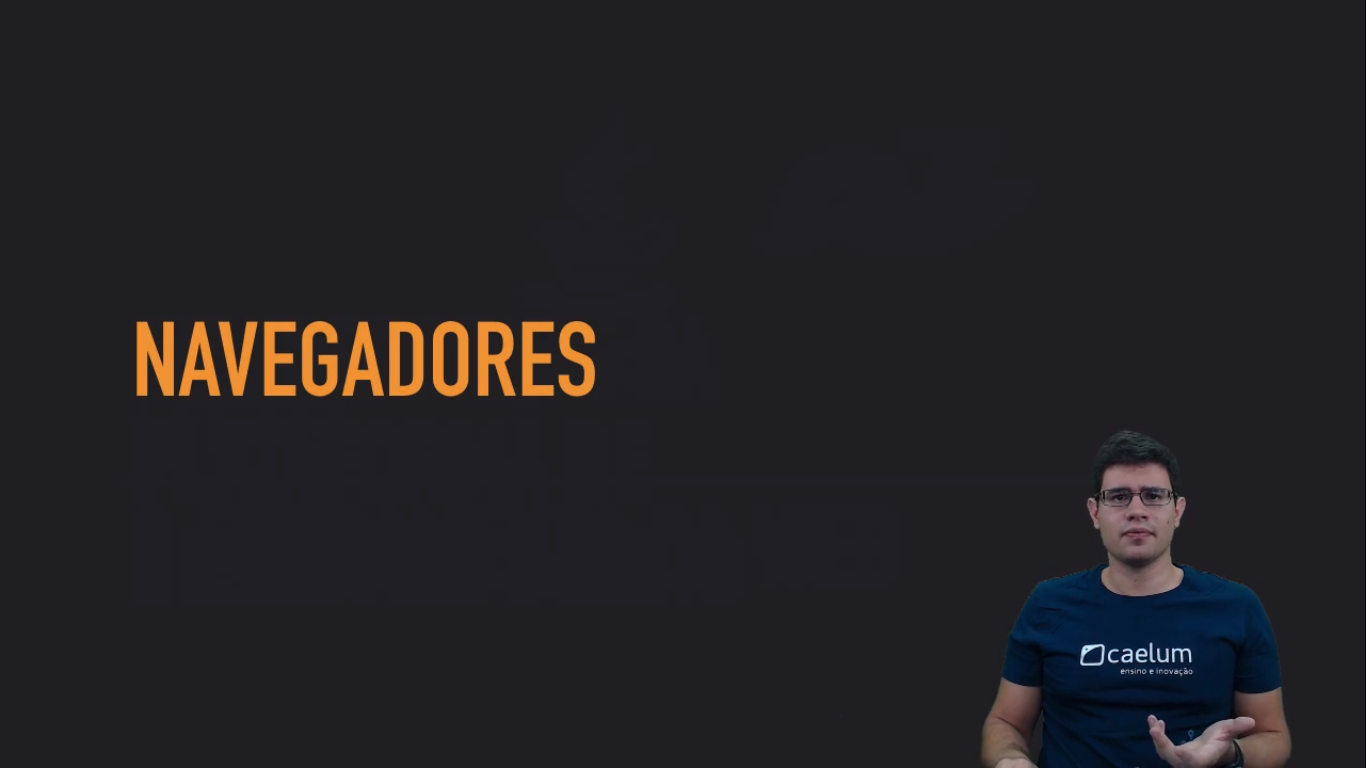 NAVEGADORES
caelum
ensino e inovação